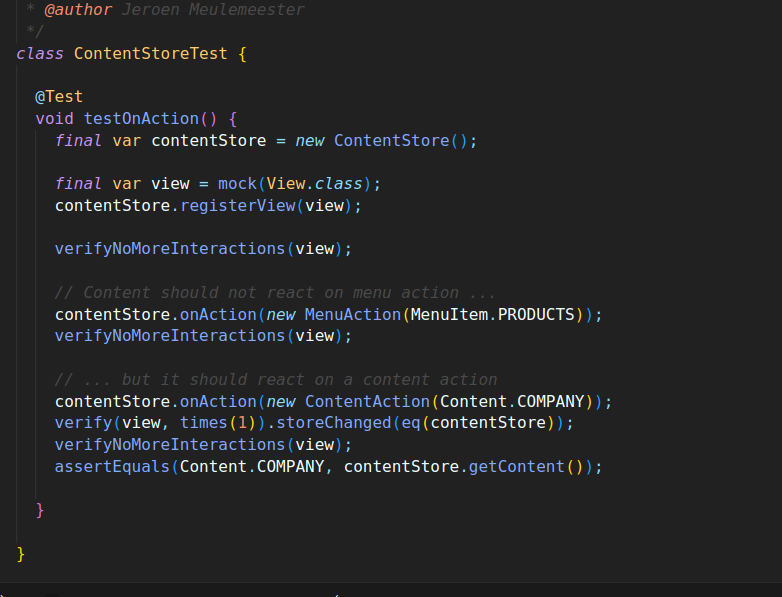 * @author Jeroen Meulemeester
*/
class ContentStoreTest {
@Test
void testOnAction() {
final var contentStore = new ContentStore();
final var view = mock(View.class);
contentStore.registerView(view);
verifyNoMoreInteractions(view);
// Content should not react on menu action ...
contentStore.onAction(new MenuAction(MenuItem.PRODUCTS));
verifyNoMoreInteractions(view);
// ... but it should react on a content action
contentStore.onAction(new ContentAction(Content.COMPANY));
verify(view, times(1)).storeChanged(eq(contentStore));
verifyNoMoreInteractions(view);
assertEquals(Content.COMPANY, contentStore.getContent());
}
}